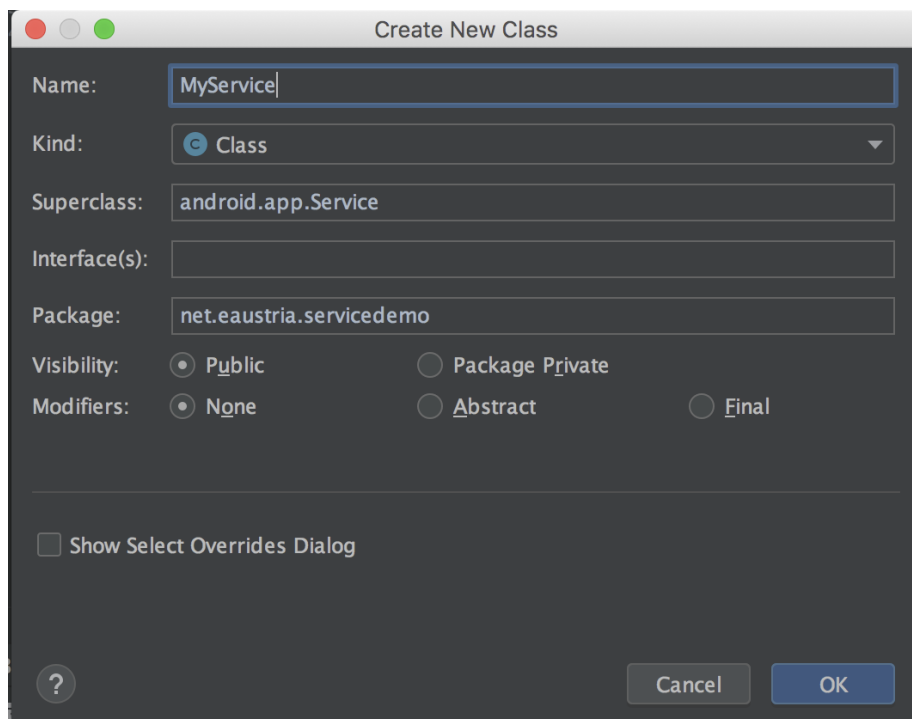 Create New Class
Name: MyService
Kind: C Class
Superclass: android.app.Service
Interface(s):
Package: net.eaustria.servicedemo
Visibility: Public Package Private
Modifiers: None Abstract Final
Show Select Overrides Dialog
? Cancel OK